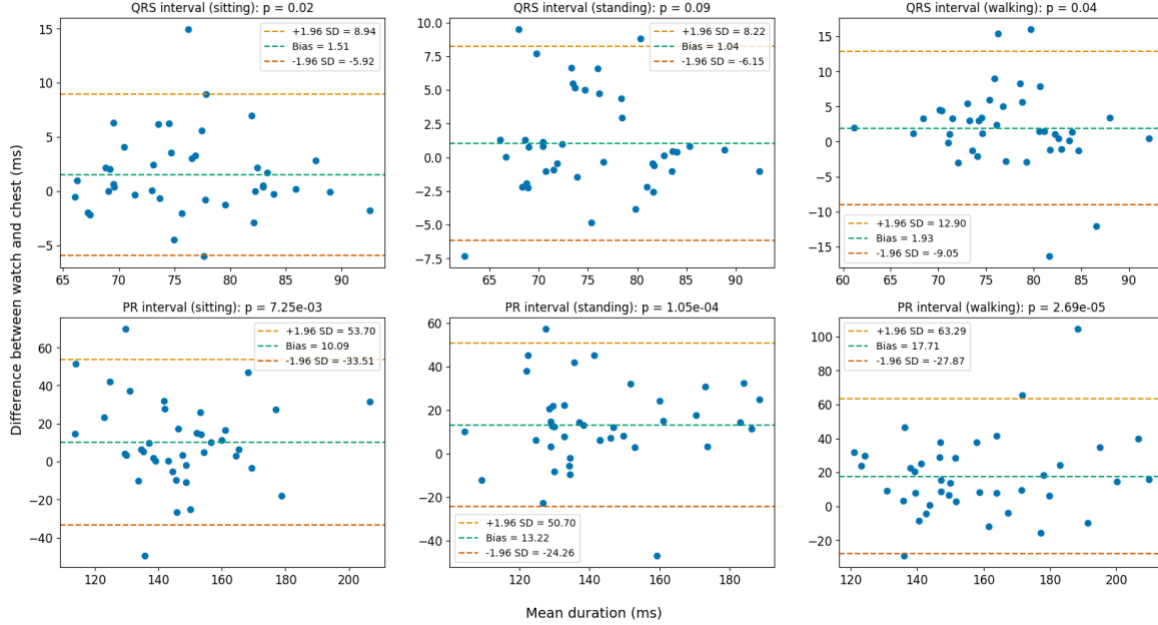 QRS interval (sitting): p = 0.02
QRS interval (standing): p = 0.09
QRS interval (walking): p = 0.04
15
10
5
0
−5
+1.96 SD = 8.94
Bias = 1.51
-1.96 SD = -5.92
65
70
75
80
85
90
10.0
7.5
5.0
2.5
0.0
−2.5
−5.0
−7.5
+1.96 SD = 8.22
Bias = 1.04
-1.96 SD = -6.15
65
70
75
80
85
90
15
10
5
0
−5
−10
−15
+1.96 SD = 12.90
Bias = 1.93
-1.96 SD = -9.05
60
65
70
75
80
85
90
Difference between watch and chest (ms)
PR interval (sitting): p = 7.25e-03
PR interval (standing): p = 1.05e-04
PR interval (walking): p = 2.69e-05
60
40
20
0
−20
−40
+1.96 SD = 53.70
Bias = 10.09
-1.96 SD = -33.51
120
140
160
180
200
60
40
20
0
−20
−40
+1.96 SD = 50.70
Bias = 13.22
-1.96 SD = -24.26
120
140
160
180
100
80
60
40
20
0
−20
+1.96 SD = 63.29
Bias = 17.71
-1.96 SD = -27.87
120
140
160
180
200
Mean duration (ms)